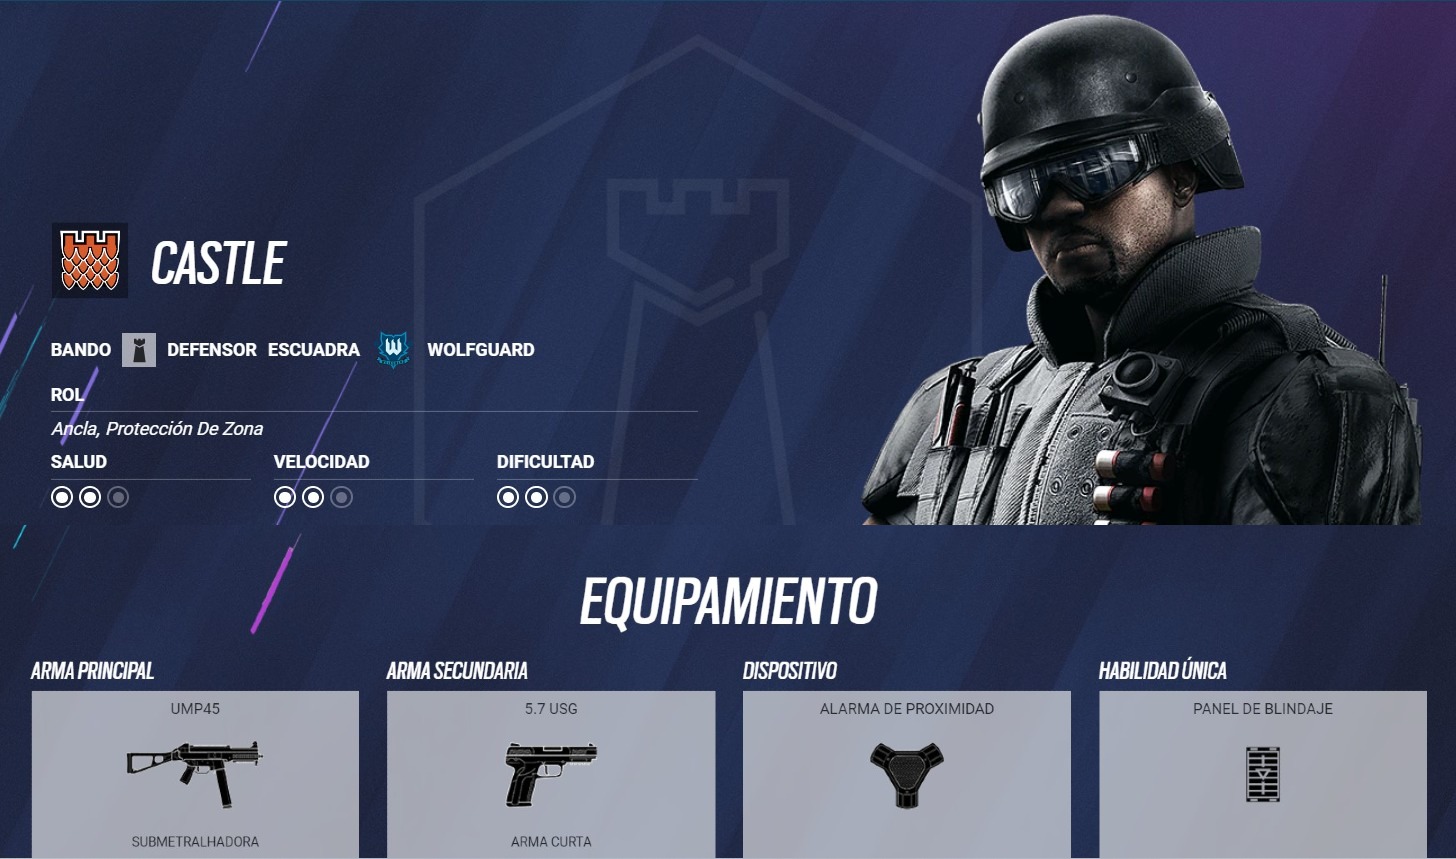 CASTLE
BANDO DEFENSOR ESCUADRA W WOLFGUARD
ROL
Ancla, Protección De Zona
SALUD VELOCIDAD DIFICULTAD
EQUIPAMIENTO
ARMA PRINCIPAL ARMA SECUNDARIA DISPOSITIVO HABILIDAD ÚNICA
UMP45 5.7 USG ALARMA DE PROXIMIDAD PANEL DE BLINDAJE
SUBMETRALHADORA ARMA CURTA